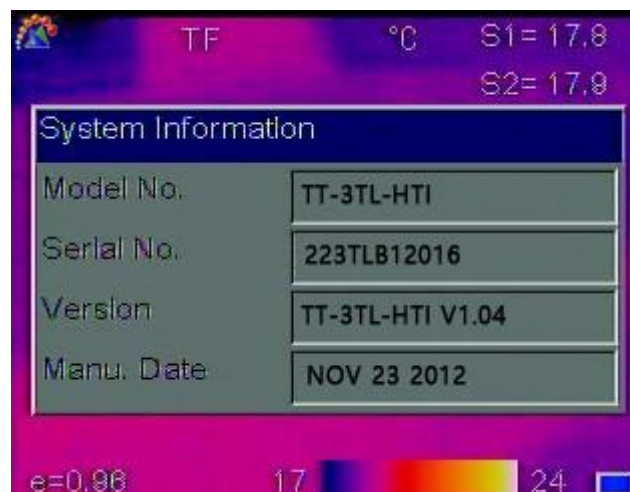 TF °C S1= 17.8
S2= 17.9
System Information
Model No. TT-3TL-HTI
Serial No. 223TLB12016
Version TT-3TL-HTI V1.04
Manu. Date NOV 23 2012
e=0.96 17 24